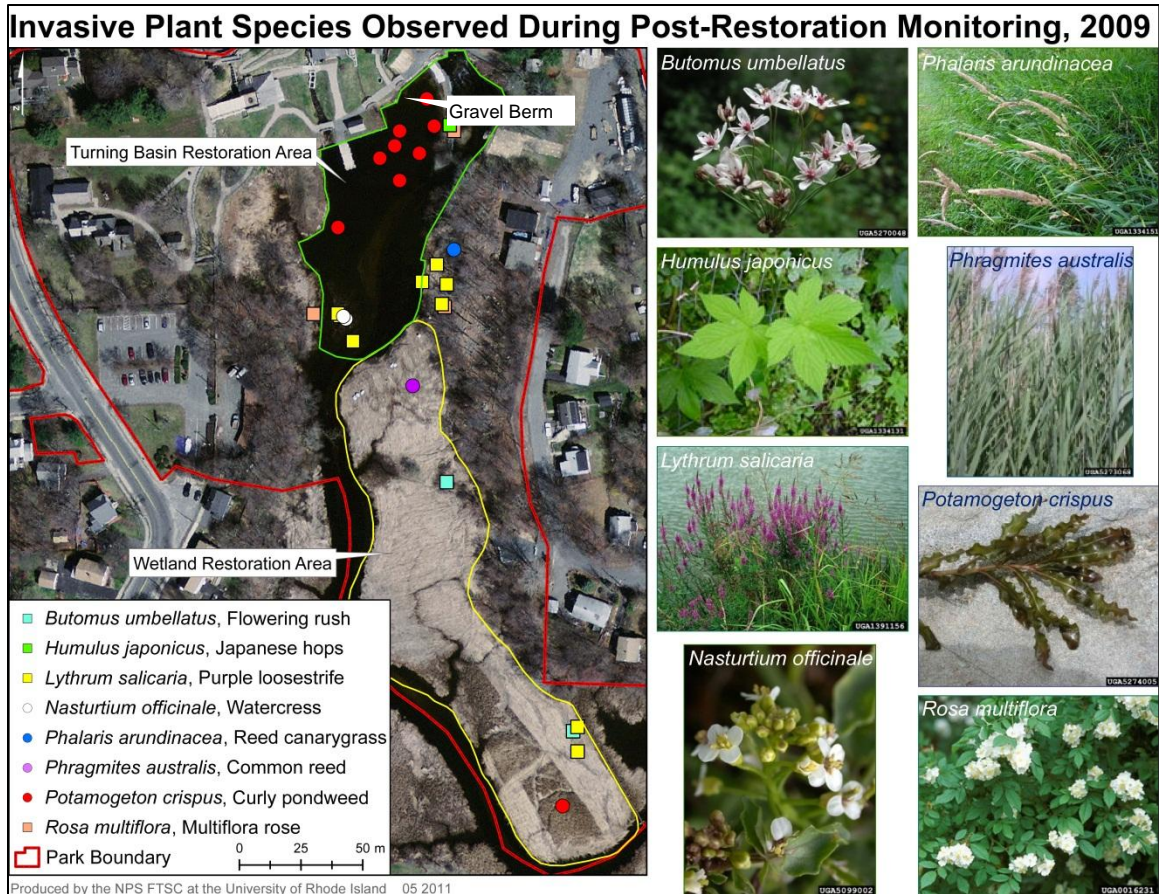 Invasive Plant Species Observed During Post-Restoration Monitoring, 2009
N
Gravel Berm
Turning Basin Restoration Area
Wetland Restoration Area
Butomus umbellatus, Flowering rush
Humulus japonicus, Japanese hops
Lythrum salicaria, Purple loosestrife
Nasturtium officinale, Watercress
Phalaris arundinacea, Reed canarygrass
Phragmites australis, Common reed
Potamogeton crispus, Curly pondweed
Rosa multiflora, Multiflora rose
Park Boundary
0 25 50 m
Produced by the NPS FTSC at the University of Rhode Island 05 2011
Butomus umbellatus
UGA5270048
Phalaris arundinacea
UGA1334151
Humulus japonicus
UGA1334131
Phragmites australis
UGA5273068
Lythrum salicaria
UGA1391156
Potamogeton crispus
UGA5274005
Nasturtium officinale
UGA5099002
Rosa multiflora
UGA0016231